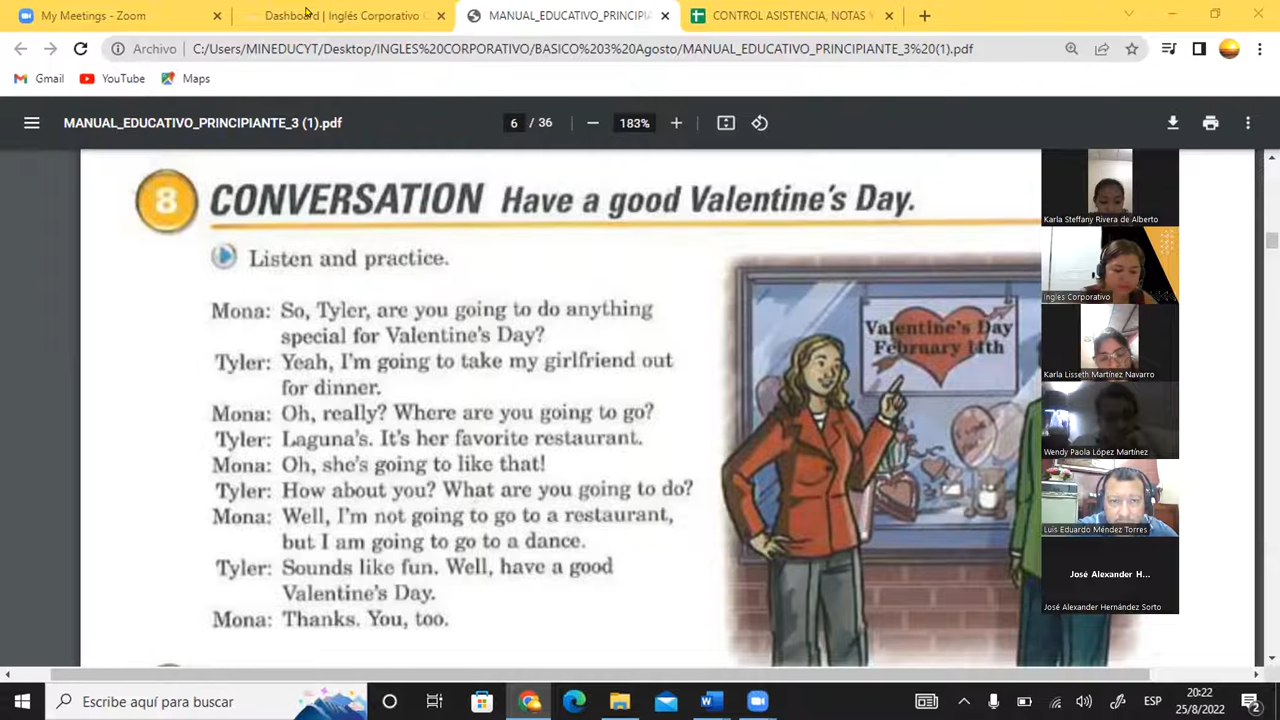 My Meetings - Zoom
Dashboard | Inglés Corporativo
MANUAL_EDUCATIVO_PRINCIPIA
CONTROL ASISTENCIA, NOTAS Y
Archivo
C:/Users/MINEDUCYT/Desktop/INGLES%20CORPORATIVO/BASICO%203%20Agosto/MANUAL_EDUCATIVO_PRINCIPIANTE_3%20(1).pdf
Gmail
YouTube
Maps
MANUAL_EDUCATIVO_PRINCIPIANTE_3 (1).pdf
6 / 36
183%
8 CONVERSATION Have a good Valentine's Day.
Listen and practice.
Mona: So, Tyler, are you going to do anything
special for Valentine's Day?
Tyler: Yeah, I'm going to take my girlfriend out
for dinner.
Mona: Oh, really? Where are you going to go?
Tyler: Laguna's. It's her favorite restaurant.
Mona: Oh, she's going to like that!
Tyler: How about you? What are you going to do?
Mona: Well, I'm not going to go to a restaurant,
but I am going to go to a dance.
Tyler: Sounds like fun. Well, have a good
Valentine's Day.
Mona: Thanks. You, too.
Valentine's Day
February 14th
Karla Steffany Rivera de Alberto
Inglés Corporativo
Karla Lisseth Martínez Navarro
Wendy Paola López Martínez
Luis Eduardo Méndez Torres
José Alexander H...
José Alexander Hernández Sorto
Escribe aquí para buscar
ESP
20:22
25/8/2022
2